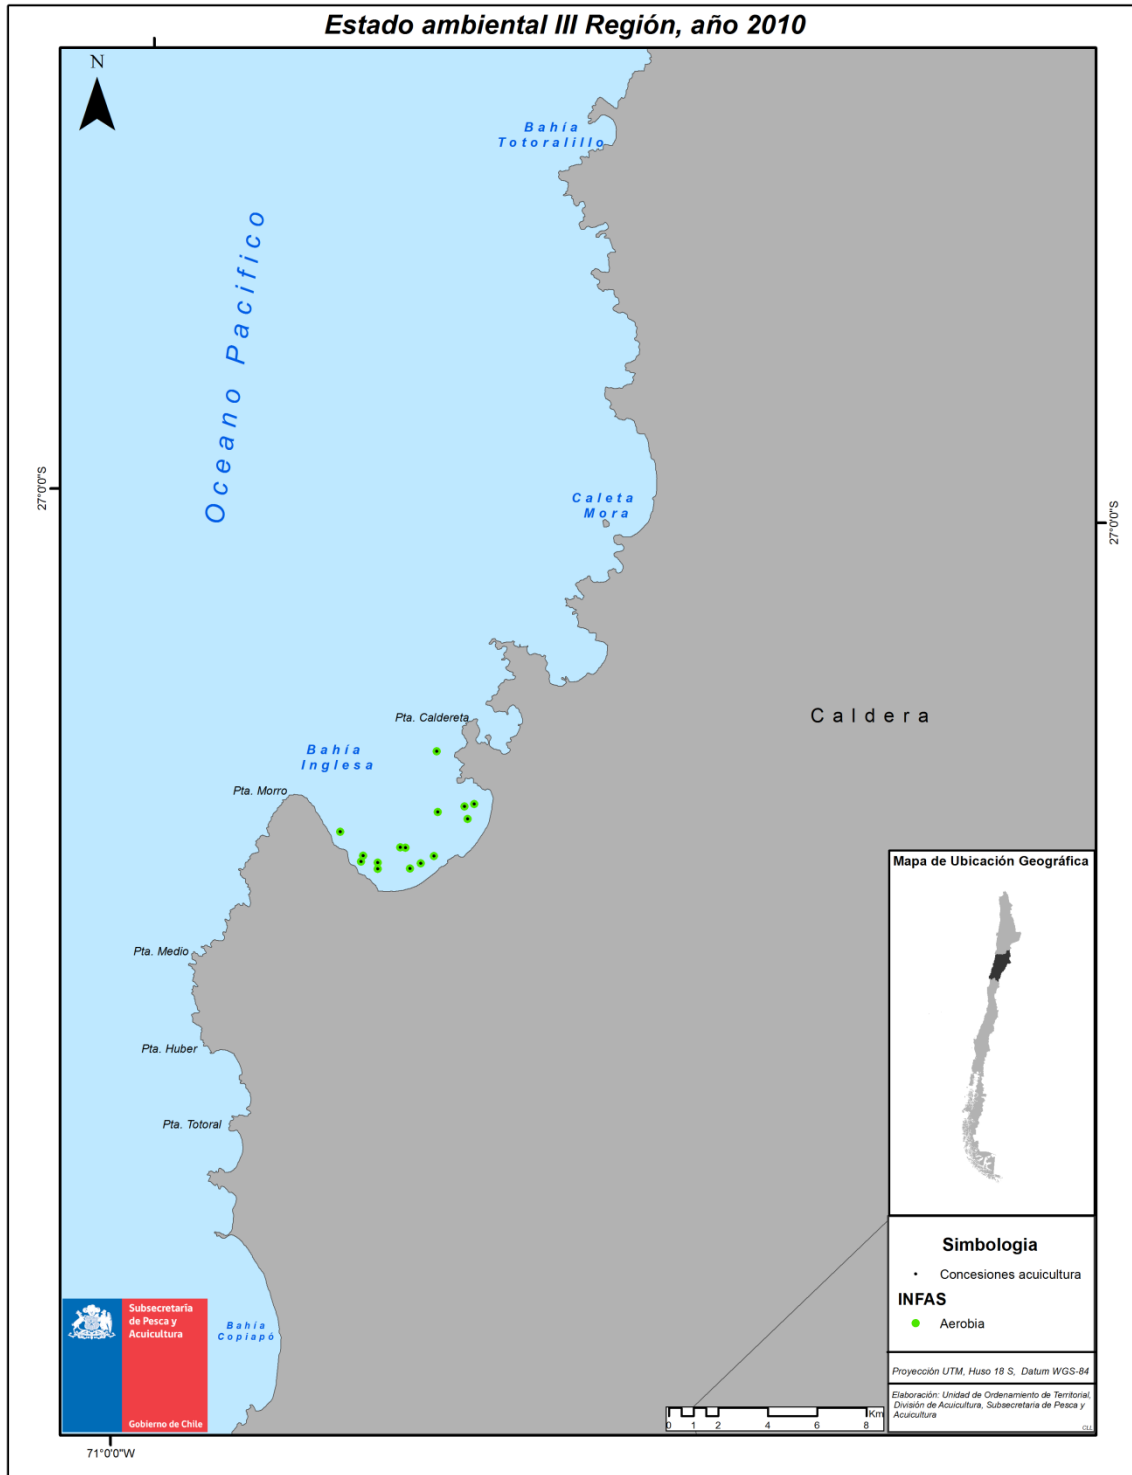 Estado ambiental III Región, año 2010
N
Bahía
Totoralillo
Oceano Pacifico
27°0'0"S
Caleta
Mora
27°0'0"S
Pta. Caldereta
Caldera
Bahía
Inglesa
Pta. Morro
Mapa de Ubicación Geográfica
Pta. Medio
Pta. Huber
Pta. Totoral
Simbologia
Concesiones acuicultura
INFAS
Aerobia
Subsecretaría
de Pesca y
Acuicultura
Gobierno de Chile
Bahía
Copiapó
Proyección UTM, Huso 18 S, Datum WGS-84
Elaboración: Unidad de Ordenamiento de Territorial,
División de Acuicultura, Subsecretaria de Pesca y
Acuicultura
CLL
Km
0 1 2 4 6 8
71°0'0"W